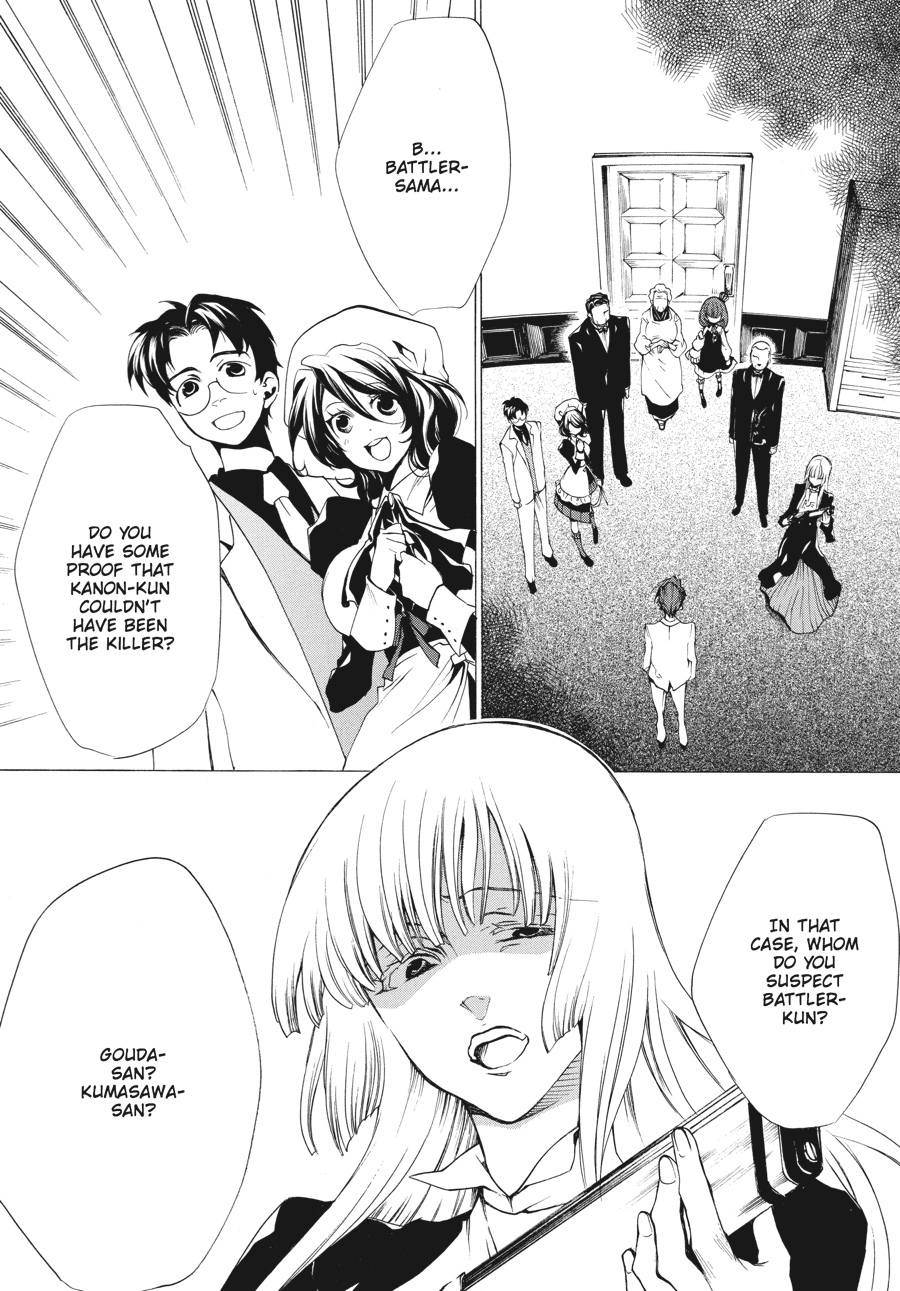 B...
BATTLER-
SAMA...
DO YOU
HAVE SOME
PROOF THAT
KANON-KUN
COULDN'T
HAVE BEEN
THE KILLER?
IN THAT
CASE, WHOM
DO YOU
SUSPECT
BATTLER-
KUN?
GOUDA-
SAN?
KUMASAWA-
SAN?